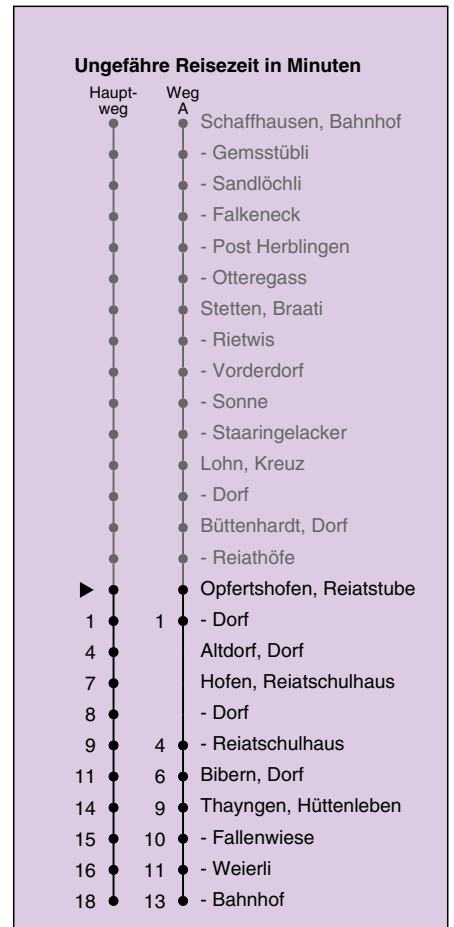 Ungefähre Reisezeit in Minuten
Haupt- Weg
weg A
Schaffhausen, Bahnhof
- Gemsstübli
- Sandlöchli
- Falkeneck
- Post Herblingen
- Otteregass
Stetten, Braati
- Rietwis
- Vorderdorf
- Sonne
- Staaringelacker
Lohn, Kreuz
- Dorf
Büttenhardt, Dorf
- Reiathöfe
Opfertshofen, Reiatstube
1 1 - Dorf
4 Altdorf, Dorf
7 Hofen, Reiatschulhaus
8 - Dorf
9 4 - Reiatschulhaus
11 6 Bibern, Dorf
14 9 Thayngen, Hüttenleben
15 10 - Fallenwiese
16 11 - Weierli
18 13 - Bahnhof